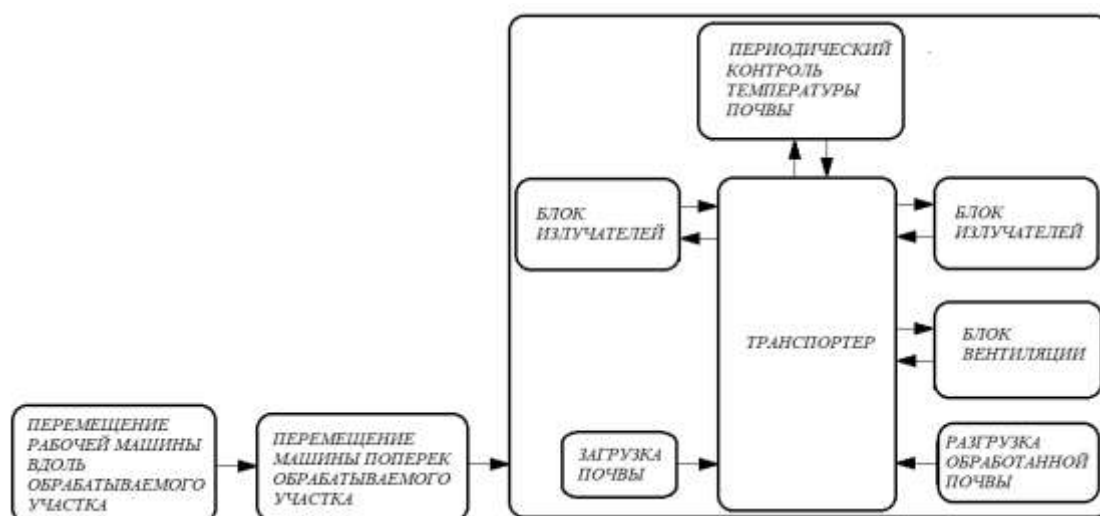 ПЕРИОДИЧЕСКИЙ
КОНТРОЛЬ
ТЕМПЕРАТУРЫ
ПОЧВЫ
БЛОК
ИЗЛУЧАТЕЛЕЙ
БЛОК
ИЗЛУЧАТЕЛЕЙ
ТРАНСПОРТЕР
БЛОК
ВЕНТИЛЯЦИИ
ПЕРЕМЕЩЕНИЕ
РАБОЧЕЙ МАШИНЫ
ВДОЛЬ
ОБРАБАТЫВАЕМОГО
УЧАСТКА
ПЕРЕМЕЩЕНИЕ
МАШИНЫ ПОПЕРЕК
ОБРАБАТЫВАЕМОГО
УЧАСТКА
ЗАГРУЗКА
ПОЧВЫ
РАЗГРУЗКА
ОБРАБОТАННОЙ
ПОЧВЫ